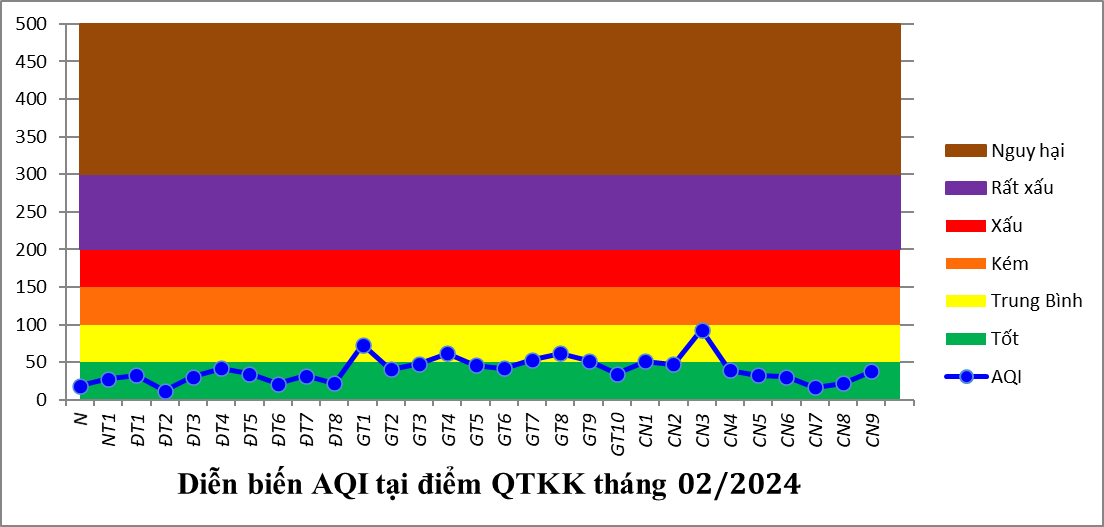 500
450
400
350
300
250
200
150
100
50
0
N
NT1
ĐT1
ĐT2
ĐT3
ĐT4
ĐT5
ĐT6
ĐT7
ĐT8
GT1
GT2
GT3
GT4
GT5
GT6
GT7
GT8
GT9
GT10
CN1
CN2
CN3
CN4
CN5
CN6
CN7
CN8
CN9
Nguy hại
Rất xấu
Xấu
Kém
Trung Bình
Tốt
AQI
Diễn biến AQI tại điểm QTKK tháng 02/2024